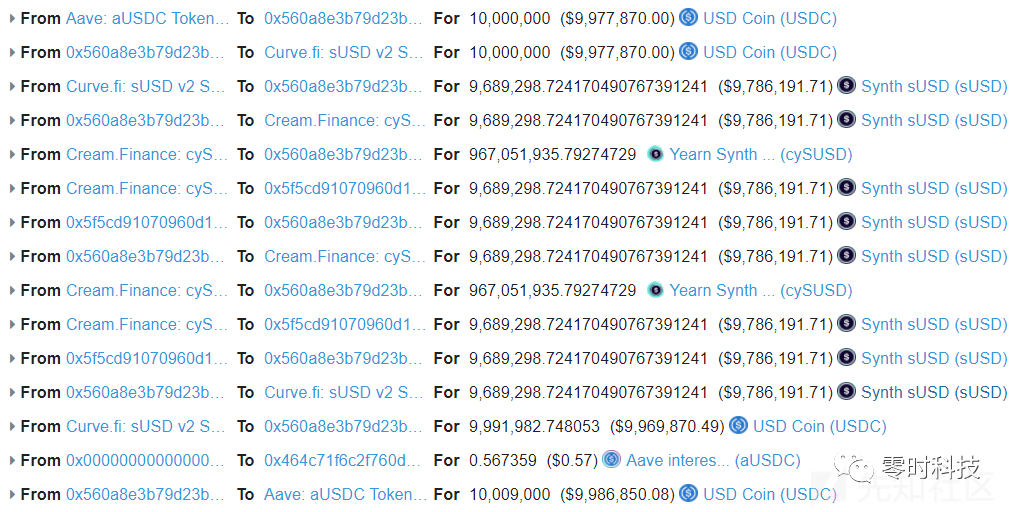 From Aave: aUSDC Token... To 0x560a8e3b79d23b... For 10,000,000 ($9,977,870.00) USD Coin (USDC)
From 0x560a8e3b79d23b... To Curve.fi: sUSD v2 S... For 10,000,000 ($9,977,870.00) USD Coin (USDC)
From Curve.fi: sUSD v2 S... To 0x560a8e3b79d23b... For 9,689,298.724170490767391241 ($9,786,191.71) Synth sUSD (sUSD)
From 0x560a8e3b79d23b... To Cream.Finance: cyS... For 9,689,298.724170490767391241 ($9,786,191.71) Synth sUSD (sUSD)
From Cream.Finance: cyS... To 0x560a8e3b79d23b... For 967,051,935.79274729 Yearn Synth ... (cySUSD)
From Cream.Finance: cyS... To 0x5f5cd91070960d1... For 9,689,298.724170490767391241 ($9,786,191.71) Synth sUSD (sUSD)
From 0x5f5cd91070960d1... To 0x560a8e3b79d23b... For 9,689,298.724170490767391241 ($9,786,191.71) Synth sUSD (sUSD)
From 0x560a8e3b79d23b... To Cream.Finance: cyS... For 9,689,298.724170490767391241 ($9,786,191.71) Synth sUSD (sUSD)
From Cream.Finance: cyS... To 0x560a8e3b79d23b... For 967,051,935.79274729 Yearn Synth ... (cySUSD)
From Cream.Finance: cyS... To 0x5f5cd91070960d1... For 9,689,298.724170490767391241 ($9,786,191.71) Synth sUSD (sUSD)
From 0x5f5cd91070960d1... To 0x560a8e3b79d23b... For 9,689,298.724170490767391241 ($9,786,191.71) Synth sUSD (sUSD)
From 0x560a8e3b79d23b... To Curve.fi: sUSD v2 S... For 9,689,298.724170490767391241 ($9,786,191.71) Synth sUSD (sUSD)
From Curve.fi: sUSD v2 S... To 0x560a8e3b79d23b... For 9,991,982.748053 ($9,969,870.49) USD Coin (USDC)
From 0x00000000000000... To 0x464c71f6c2f760d... For 0.567359 ($0.57) Aave interes... (aUSDC)
零时科技
From 0x560a8e3b79d23b... To Aave: aUSDC Token... For 10,009,000 ($9,986,850.08) USD Coin (USDC)
先知社区